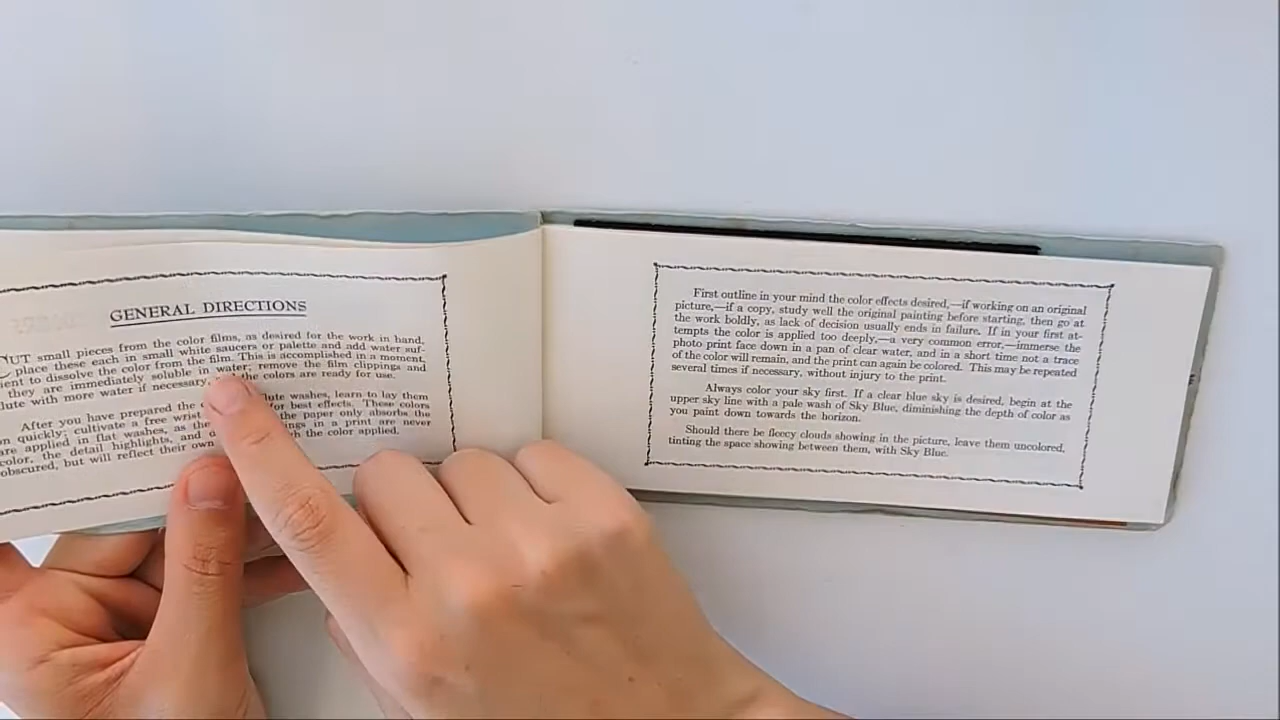 GENERAL DIRECTIONS
CUT small pieces from the color films, as desired for the work in hand,
place these each in small white saucers or palette and add water suf-
ient to dissolve the color from the film. This is accomplished in a moment,
they are immediately soluble in water; remove the film clippings and
lute with more water if necessary, the colors are ready for use.
After you have prepared the lute washes, learn to lay them
on quickly; cultivate a free wrist for best effects. These colors
are applied in flat washes, as the the paper only absorbs the
color, the detail highlights, and ings in a print are never
obscured, but will reflect their own the color applied.
First outline in your mind the color effects desired,—if working on an original
picture,—if a copy, study well the original painting before starting, then go at
the work boldly, as lack of decision usually ends in failure. If in your first at-
tempts the color is applied too deeply,—a very common error,—immerse the
photo print face down in a pan of clear water, and in a short time not a trace
of the color will remain, and the print can again be colored. This may be repeated
several times if necessary, without injury to the print.
Always color your sky first. If a clear blue sky is desired, begin at the
upper sky line with a pale wash of Sky Blue, diminishing the depth of color as
you paint down towards the horizon.
Should there be fleecy clouds showing in the picture, leave them uncolored,
tinting the space showing between them, with Sky Blue.